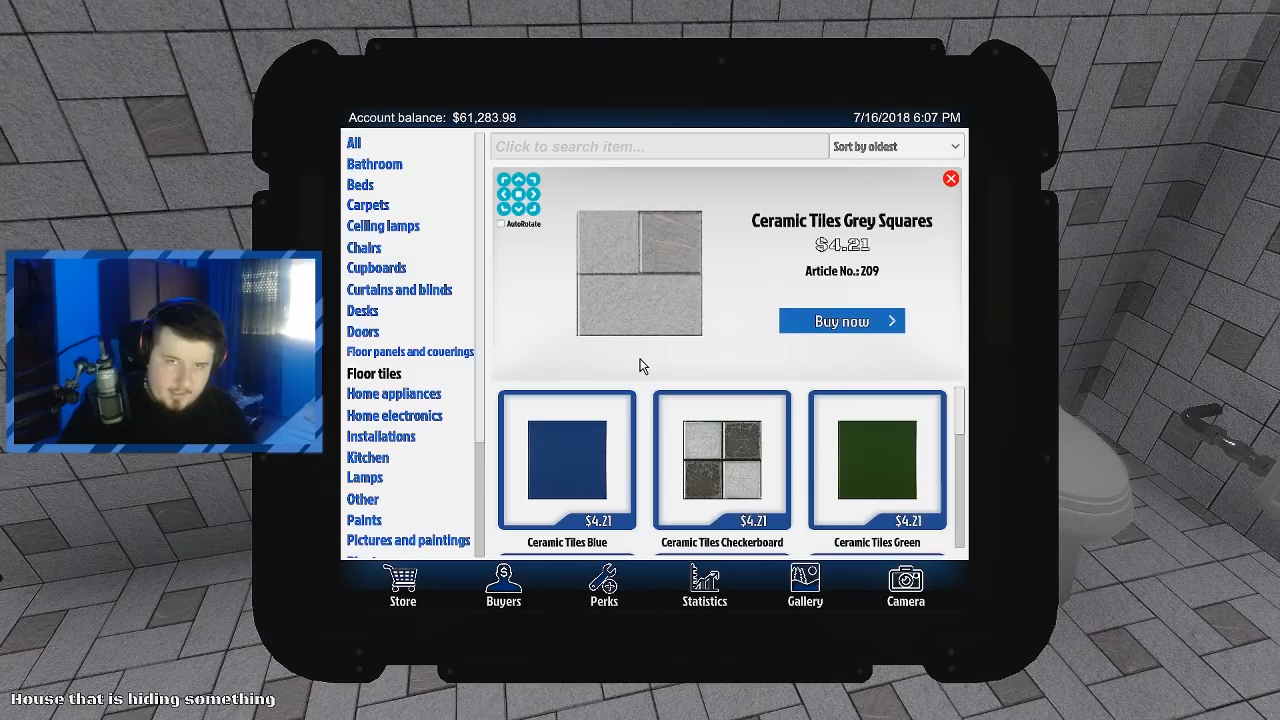 Account balance: $61,283.98
7/16/2018 6:07 PM
All
Bathroom
Beds
Carpets
Ceiling lamps
Chairs
Cupboards
Curtains and blinds
Desks
Doors
Floor panels and coverings
Floor tiles
Home appliances
Home electronics
Installations
Kitchen
Lamps
Other
Paints
Pictures and paintings
Click to search item...
Sort by oldest
AutoRotate
Ceramic Tiles Grey Squares
$4.21
Article No.: 209
Buy now
$4.21
$4.21
$4.21
Ceramic Tiles Blue
Ceramic Tiles Checkerboard
Ceramic Tiles Green
Store
Buyers
Perks
Statistics
Gallery
Camera
House that is hiding something